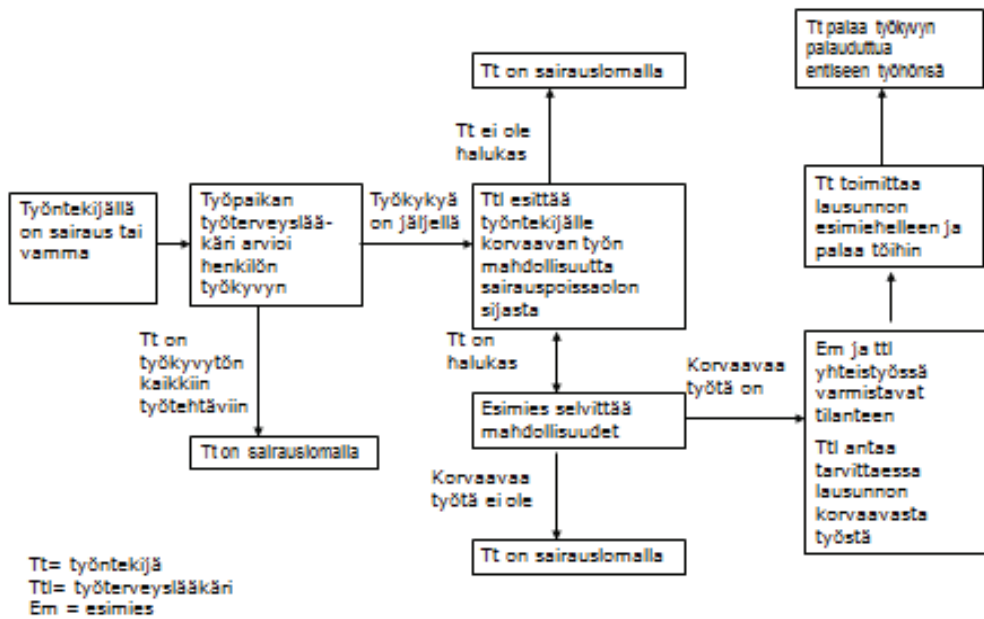 Työntekijällä
on sairaus tai
vamma
Työpaikan
työterveyslää-
käri arvioi
henkilön
työkyvyn
Työkykyä
on jäljellä
Tt on
työkyvytön
kaikkiin
työtehtäviin
Tt on sairauslomalla
Ttl esittää
työntekijälle
korvaavan työn
mahdollisuutta
sairauspoissaolon
sijasta
Tt ei ole
halukas
Tt on sairauslomalla
Tt on
halukas
Esimies selvittää
mahdollisuudet
Korvaavaa
työtä ei ole
Tt on sairauslomalla
Korvaavaa
työtä on
Em ja ttl
yhteistyössä
varmistavat
tilanteen
Ttl antaa
tarvittaessa
lausunnon
korvaavasta
työstä
Tt toimittaa
lausunnon
esimiehelleen ja
palaa töihin
Tt palaa työkyvyn
palauduttua
entiseen työhönsä
Tt= työntekijä
Ttl= työterveyslääkäri
Em = esimies